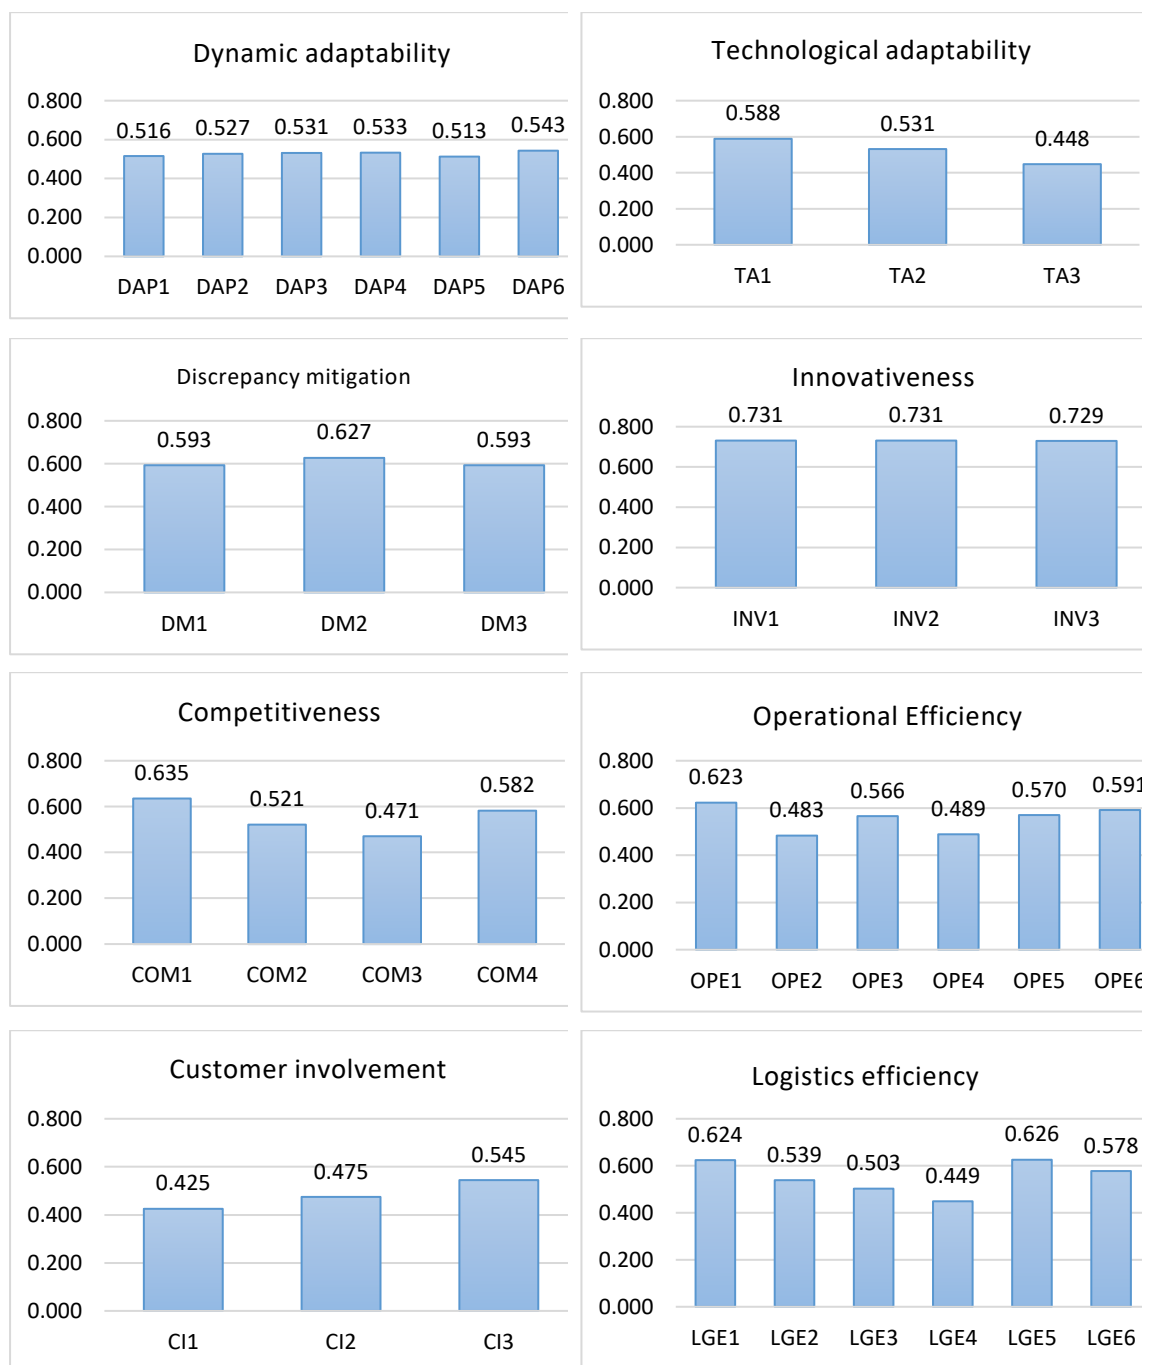 Dynamic adaptability
0.800
0.600
0.400
0.200
0.000
0.516 0.527 0.531 0.533 0.513 0.543
DAP1 DAP2 DAP3 DAP4 DAP5 DAP6
Technological adaptability
0.800
0.600
0.400
0.200
0.000
0.588 0.531 0.448
TA1 TA2 TA3
Discrepancy mitigation
0.800
0.600
0.400
0.200
0.000
0.593 0.627 0.593
DM1 DM2 DM3
Innovativeness
0.800
0.600
0.400
0.200
0.000
0.731 0.731 0.729
INV1 INV2 INV3
Competitiveness
0.800
0.600
0.400
0.200
0.000
0.635 0.521 0.471 0.582
COM1 COM2 COM3 COM4
Operational Efficiency
0.800
0.600
0.400
0.200
0.000
0.623 0.483 0.566 0.489 0.570 0.591
OPE1 OPE2 OPE3 OPE4 OPE5 OPE6
Customer involvement
0.800
0.600
0.400
0.200
0.000
0.425 0.475 0.545
CI1 CI2 CI3
Logistics efficiency
0.800
0.600
0.400
0.200
0.000
0.624 0.539 0.503 0.449 0.626 0.578
LGE1 LGE2 LGE3 LGE4 LGE5 LGE6